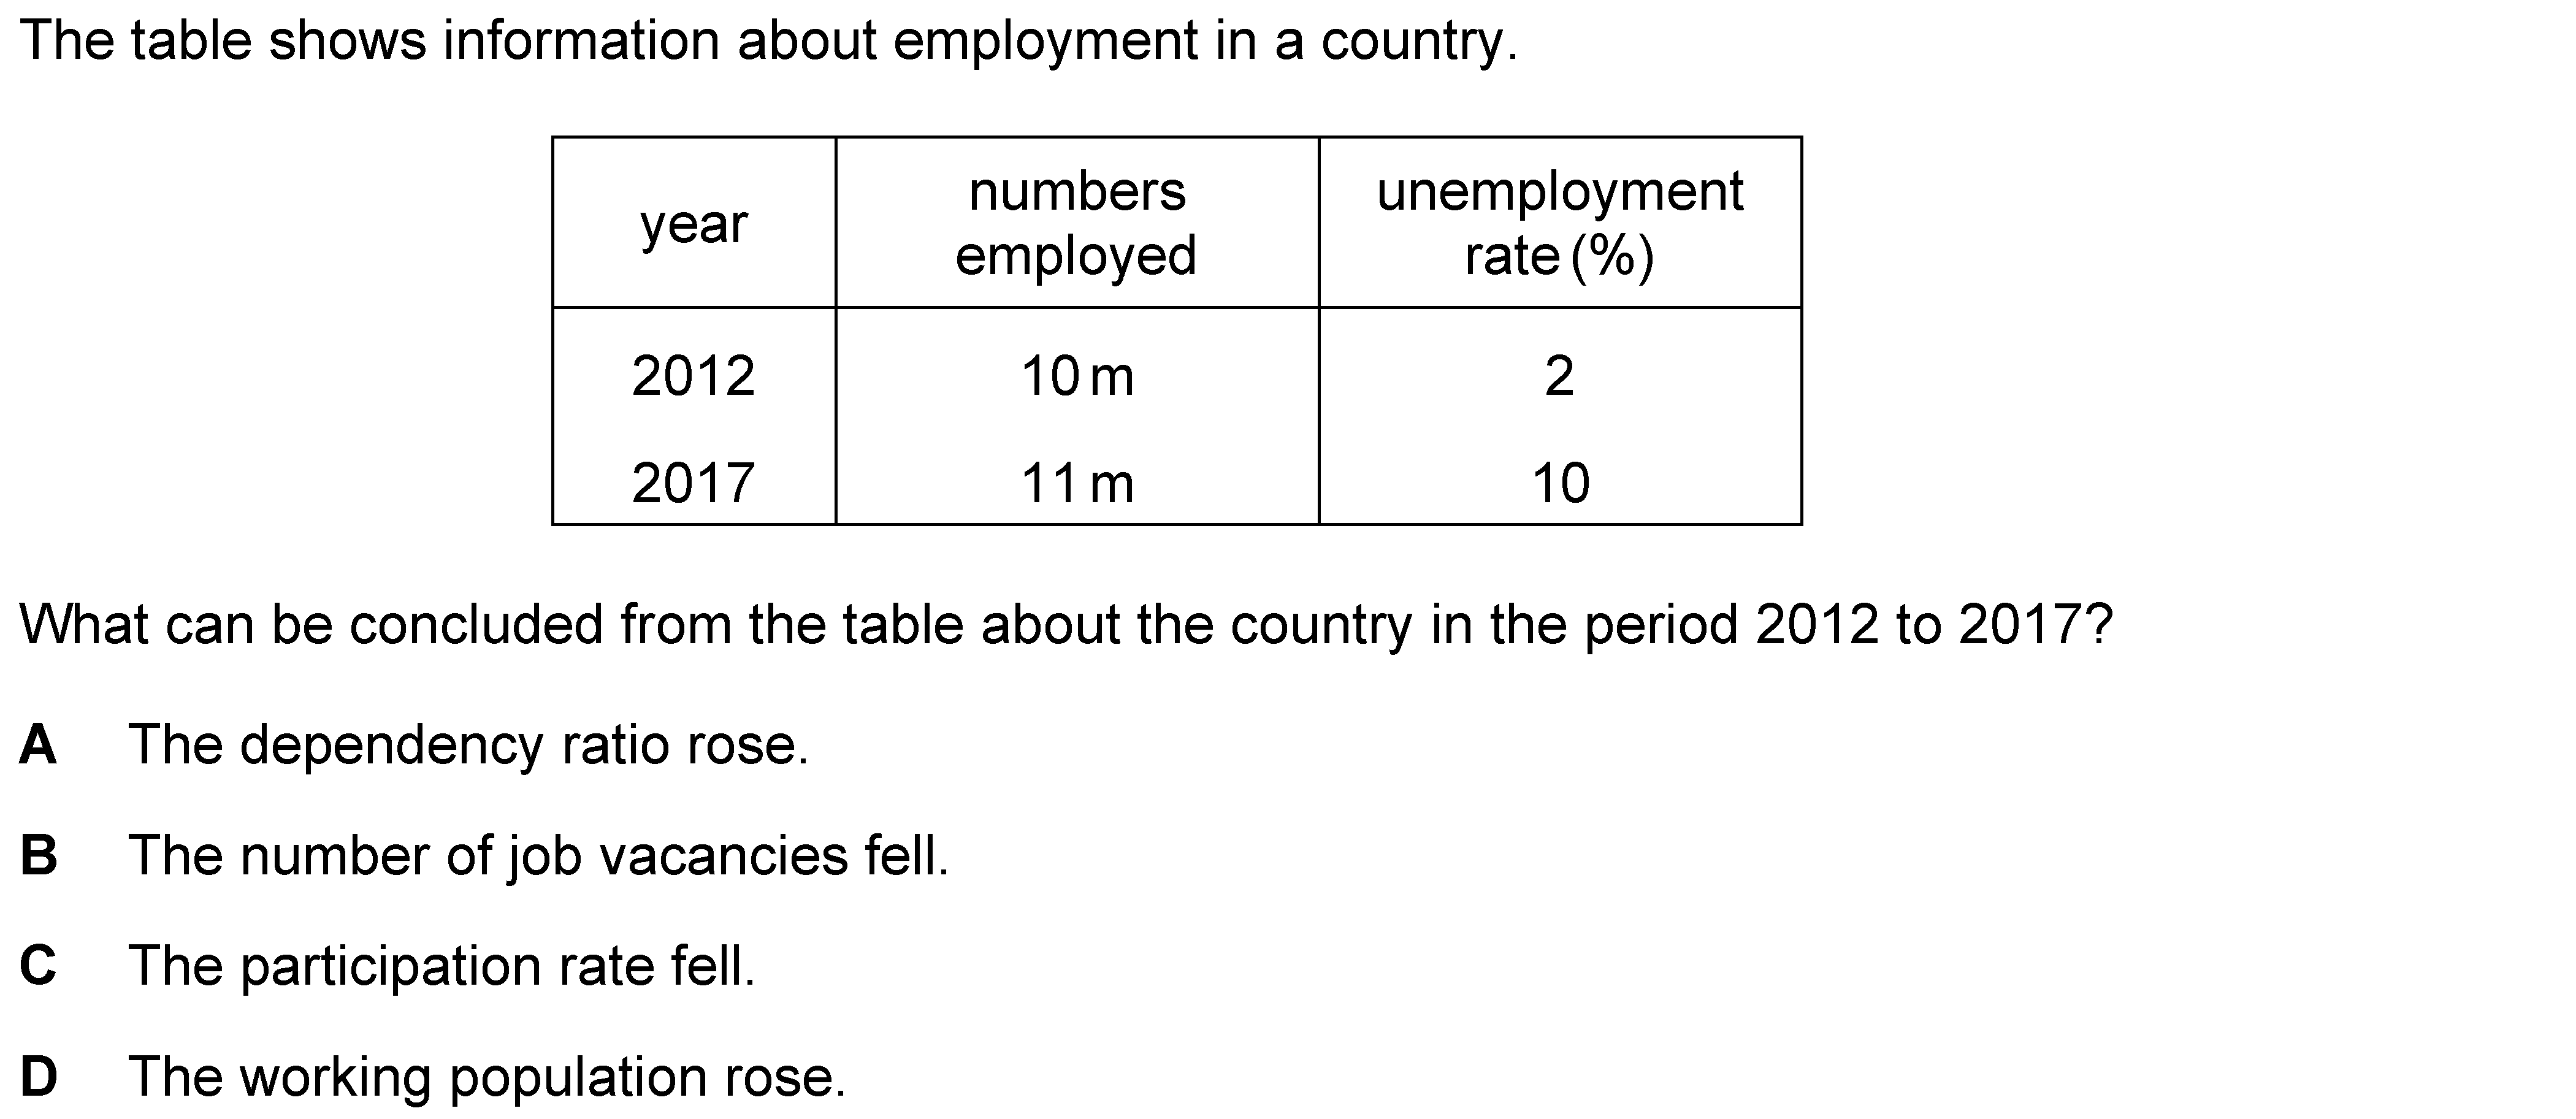 The table shows information about employment in a country.
year numbers employed unemployment rate (%)
2012 10 m 2
2017 11 m 10
What can be concluded from the table about the country in the period 2012 to 2017?
A The dependency ratio rose.
B The number of job vacancies fell.
C The participation rate fell.
D The working population rose.